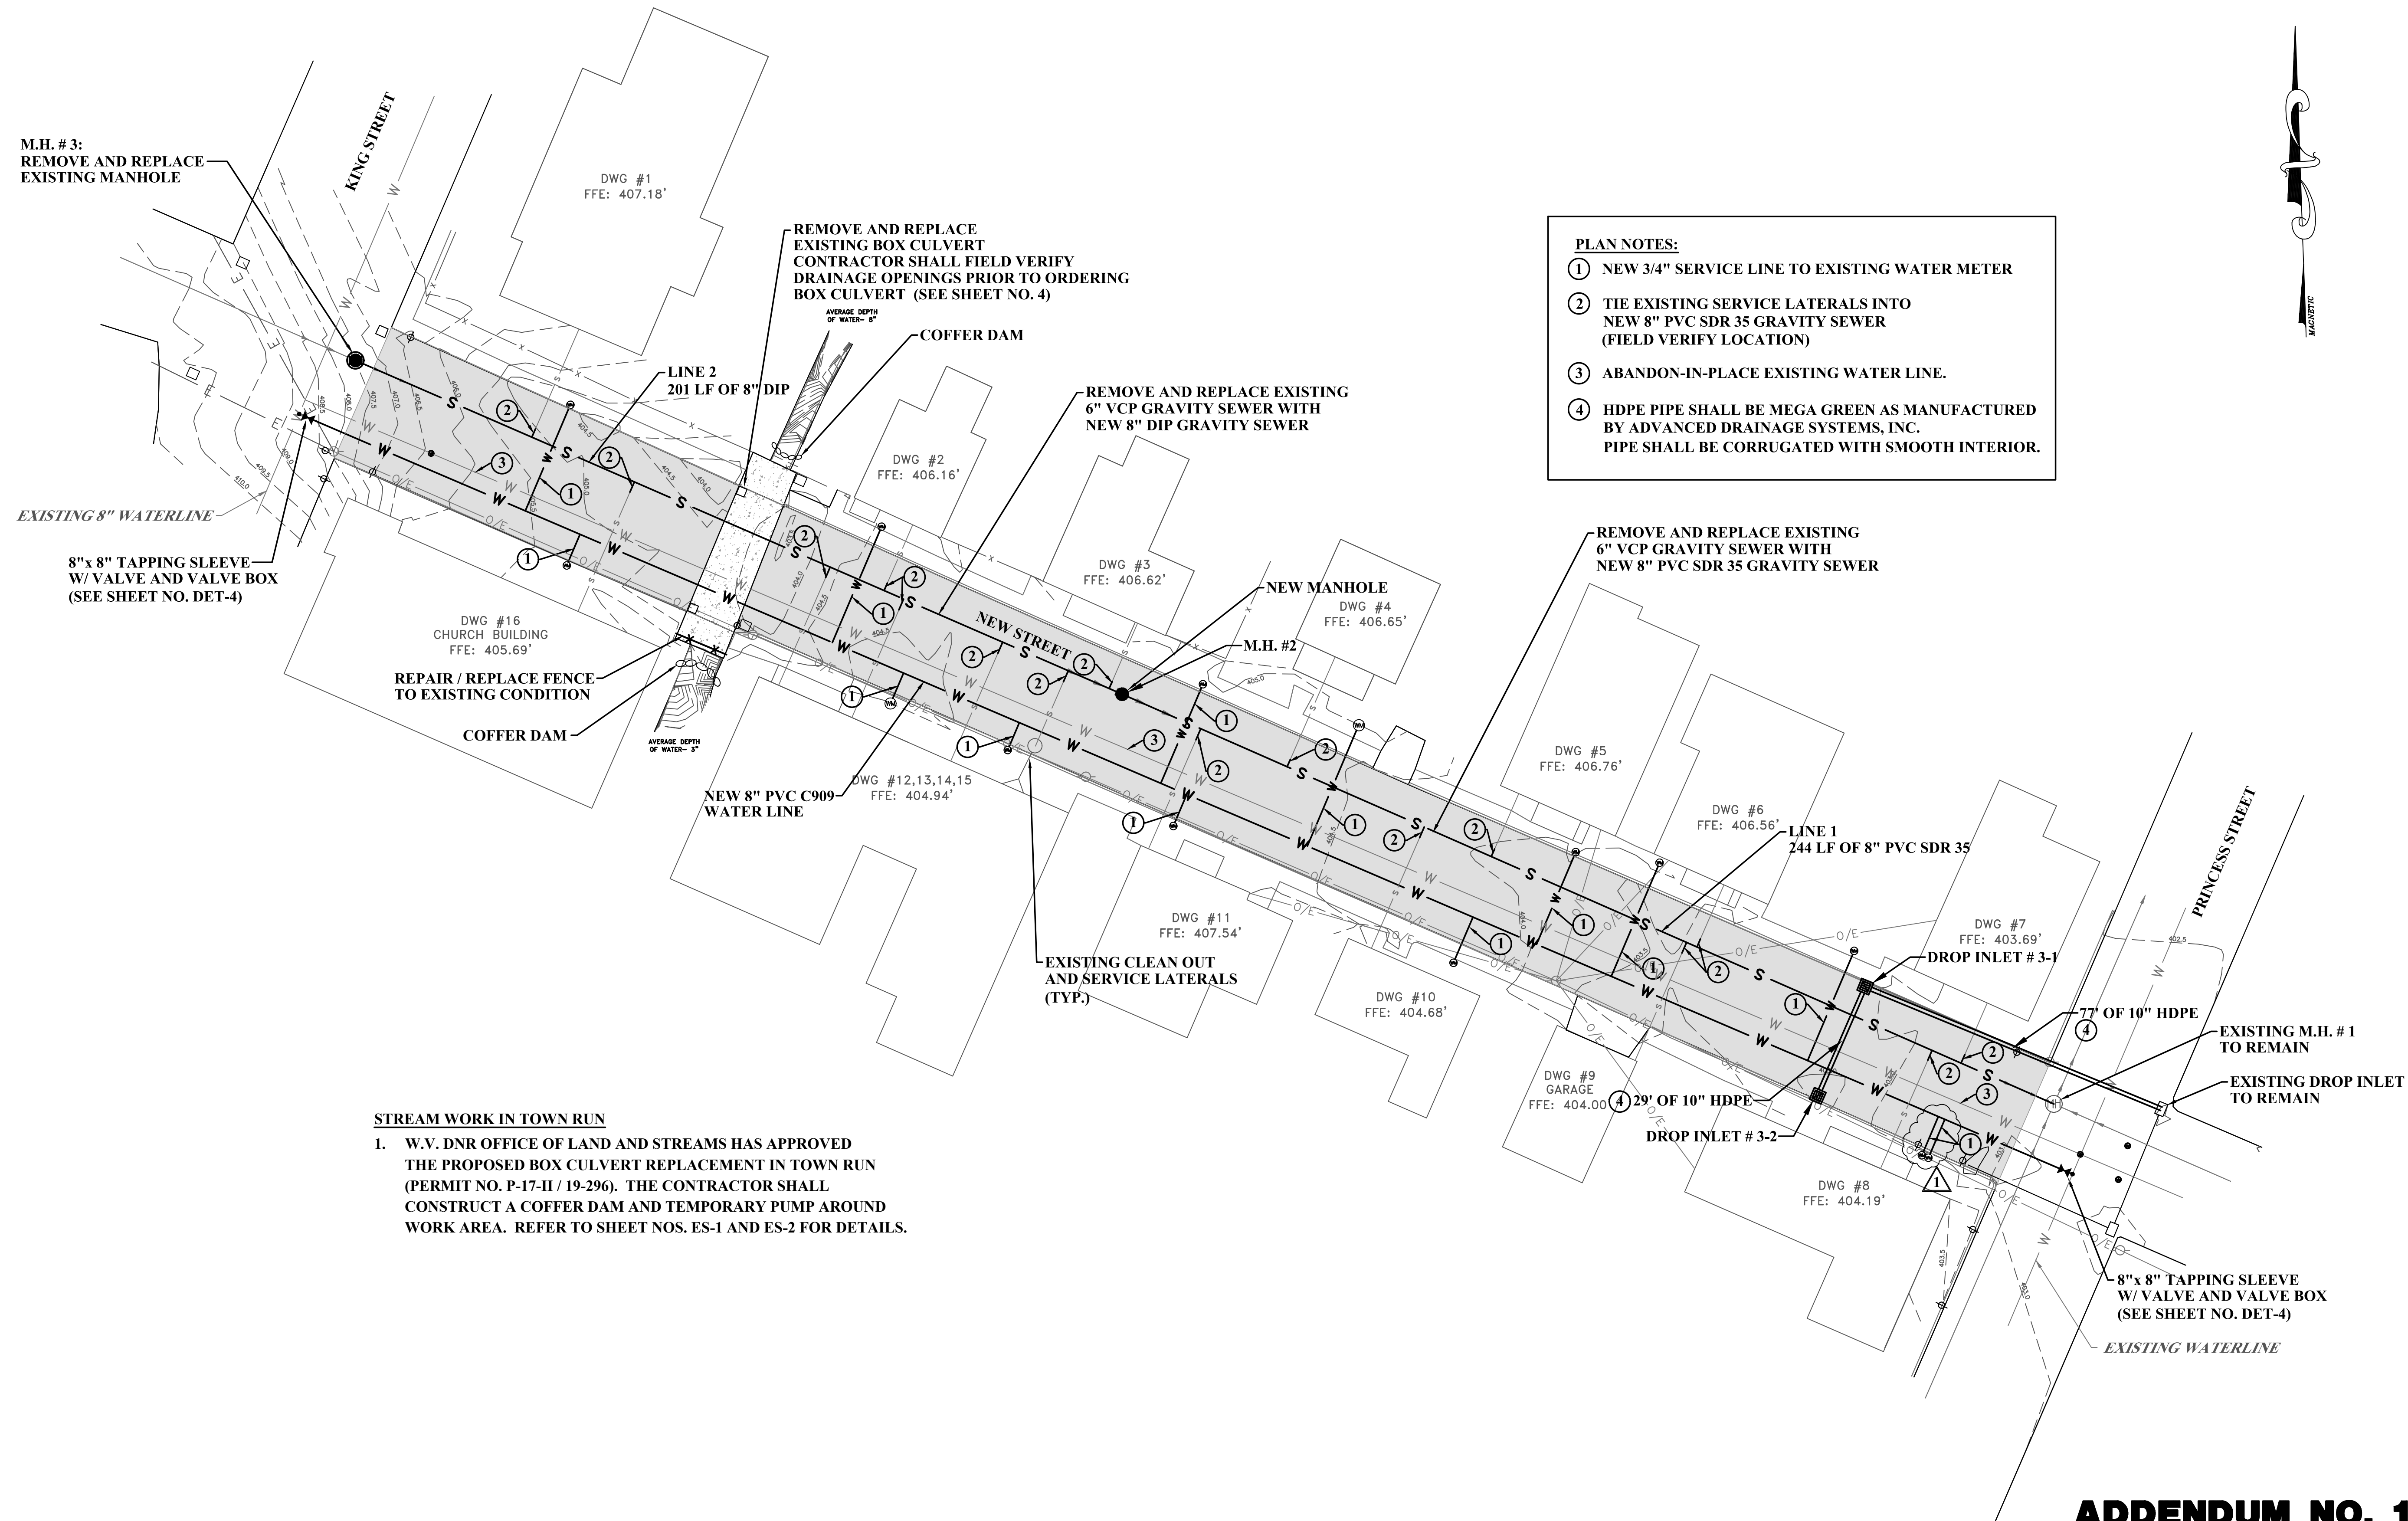 M.H. # 3:
REMOVE AND REPLACE
EXISTING MANHOLE
KING STREET
DWG #1
FFE: 407.18'
REMOVE AND REPLACE
EXISTING BOX CULVERT
CONTRACTOR SHALL FIELD VERIFY
DRAINAGE OPENINGS PRIOR TO ORDERING
BOX CULVERT (SEE SHEET NO. 4)
AVERAGE DEPTH
OF WATER- 8"
COFFER DAM
LINE 2
201 LF OF 8" DIP
REMOVE AND REPLACE EXISTING
6" VCP GRAVITY SEWER WITH
NEW 8" DIP GRAVITY SEWER
PLAN NOTES:
1 NEW 3/4" SERVICE LINE TO EXISTING WATER METER
2 TIE EXISTING SERVICE LATERALS INTO
NEW 8" PVC SDR 35 GRAVITY SEWER
(FIELD VERIFY LOCATION)
3 ABANDON-IN-PLACE EXISTING WATER LINE.
4 HDPE PIPE SHALL BE MEGA GREEN AS MANUFACTURED
BY ADVANCED DRAINAGE SYSTEMS, INC.
PIPE SHALL BE CORRUGATED WITH SMOOTH INTERIOR.
MAGNETIC
EXISTING 8" WATERLINE
8"x 8" TAPPING SLEEVE
W/ VALVE AND VALVE BOX
(SEE SHEET NO. DET-4)
DWG #2
FFE: 406.16'
DWG #3
FFE: 406.62'
NEW MANHOLE
DWG #4
FFE: 406.65'
REMOVE AND REPLACE EXISTING
6" VCP GRAVITY SEWER WITH
NEW 8" PVC SDR 35 GRAVITY SEWER
NEW STREET
M.H. #2
DWG #16
CHURCH BUILDING
FFE: 405.69'
REPAIR / REPLACE FENCE
TO EXISTING CONDITION
COFFER DAM
AVERAGE DEPTH
OF WATER- 3"
NEW 8" PVC C909
WATER LINE
DWG #12,13,14,15
FFE: 404.94'
DWG #5
FFE: 406.76'
DWG #6
FFE: 406.56'
LINE 1
244 LF OF 8" PVC SDR 35
PRINCESS STREET
DWG #11
FFE: 407.54'
EXISTING CLEAN OUT
AND SERVICE LATERALS
(TYP.)
DWG #10
FFE: 404.68'
DWG #7
FFE: 403.69'
DROP INLET # 3-1
77' OF 10" HDPE
4
EXISTING M.H. # 1
TO REMAIN
EXISTING DROP INLET
TO REMAIN
DWG #9
GARAGE
FFE: 404.00'
4 29' OF 10" HDPE
DROP INLET # 3-2
DWG #8
FFE: 404.19'
1
8"x 8" TAPPING SLEEVE
W/ VALVE AND VALVE BOX
(SEE SHEET NO. DET-4)
EXISTING WATERLINE
STREAM WORK IN TOWN RUN
1. W.V. DNR OFFICE OF LAND AND STREAMS HAS APPROVED
THE PROPOSED BOX CULVERT REPLACEMENT IN TOWN RUN
(PERMIT NO. P-17-II / 19-296). THE CONTRACTOR SHALL
CONSTRUCT A COFFER DAM AND TEMPORARY PUMP AROUND
WORK AREA. REFER TO SHEET NOS. ES-1 AND ES-2 FOR DETAILS.
ADDENDUM NO. 1